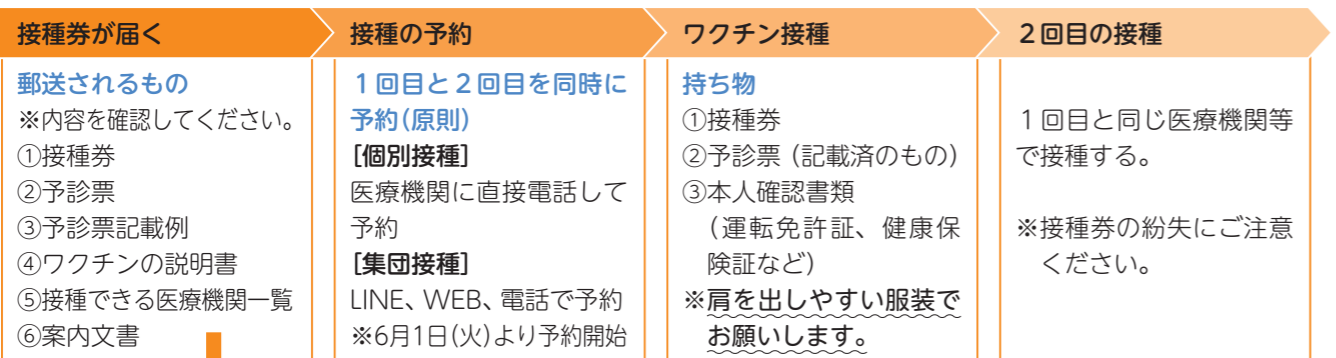 接種券が届く
郵送されるもの
※内容を確認してください。
①接種券
②予診票
③予診票記載例
④ワクチンの説明書
⑤接種できる医療機関一覧
⑥案内文書
接種の予約
１回目と２回目を同時に
予約(原則)
[個別接種]
医療機関に直接電話して
予約
[集団接種]
LINE、WEB、電話で予約
※6月1日(火)より予約開始
ワクチン接種
持ち物
①接種券
②予診票（記載済のもの）
③本人確認書類
（運転免許証、健康保
険証など）
※肩を出しやすい服装で
お願いします。
２回目の接種
１回目と同じ医療機関等
で接種する。
※接種券の紛失にご注意
ください。